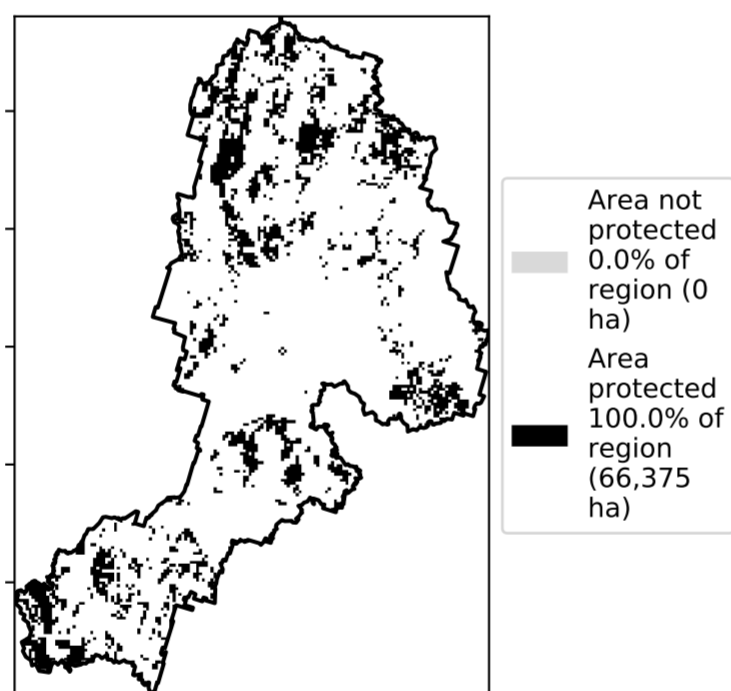 Area not
protected
0.0% of
region (0
ha)
Area
protected
100.0% of
region
(66,375
ha)